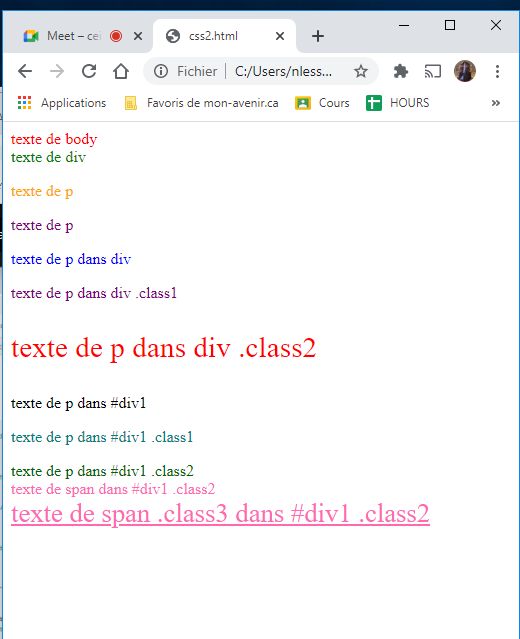 Meet – cei
css2.html
Fichier
C:/Users/nless...
Applications
Favoris de mon-avenir.ca
Cours
HOURS
»
texte de body
texte de div
texte de p
texte de p
texte de p dans div
texte de p dans div .class1
texte de p dans div .class2
texte de p dans #div1
texte de p dans #div1 .class1
texte de p dans #div1 .class2
texte de span dans #div1 .class2
texte de span .class3 dans #div1 .class2